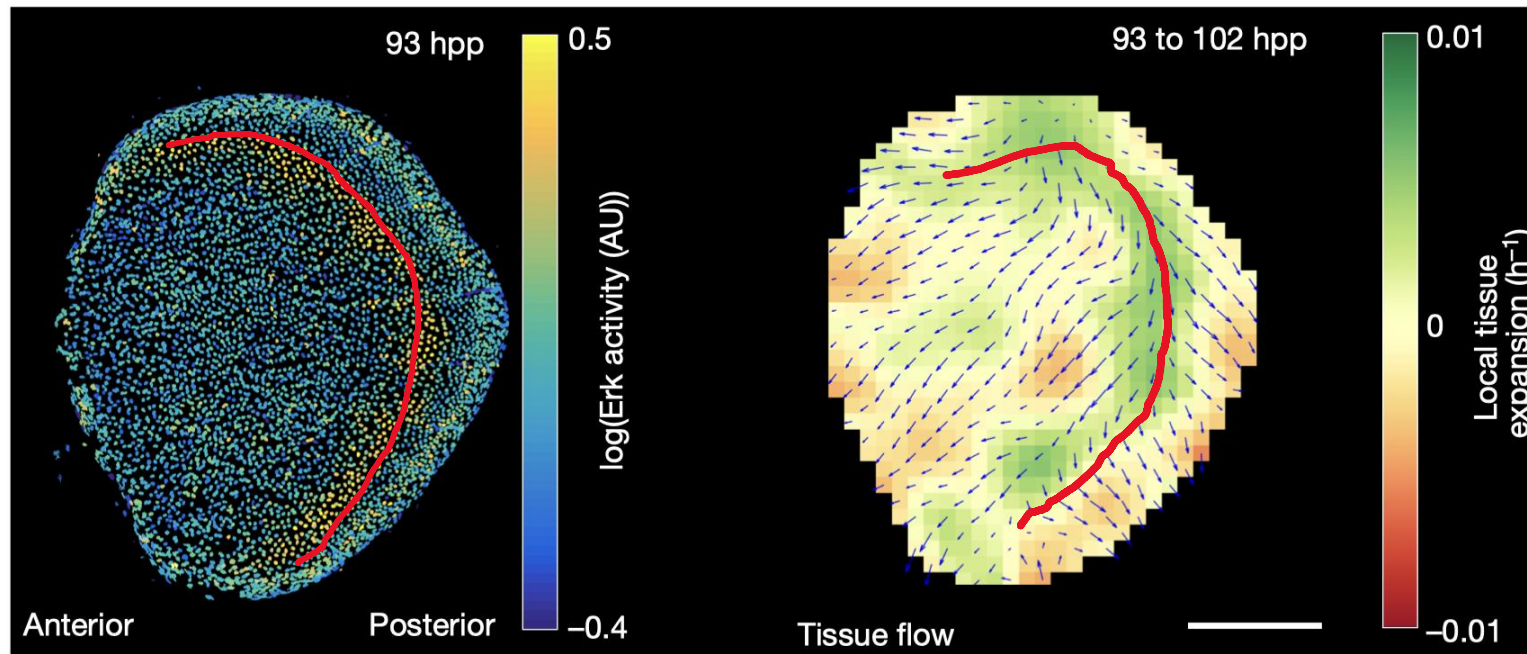 93 hpp
0.5
log(Erk activity (AU))
−0.4
Anterior
Posterior
93 to 102 hpp
0.01
0
Local tissue
expansion (h⁻¹)
−0.01
Tissue flow